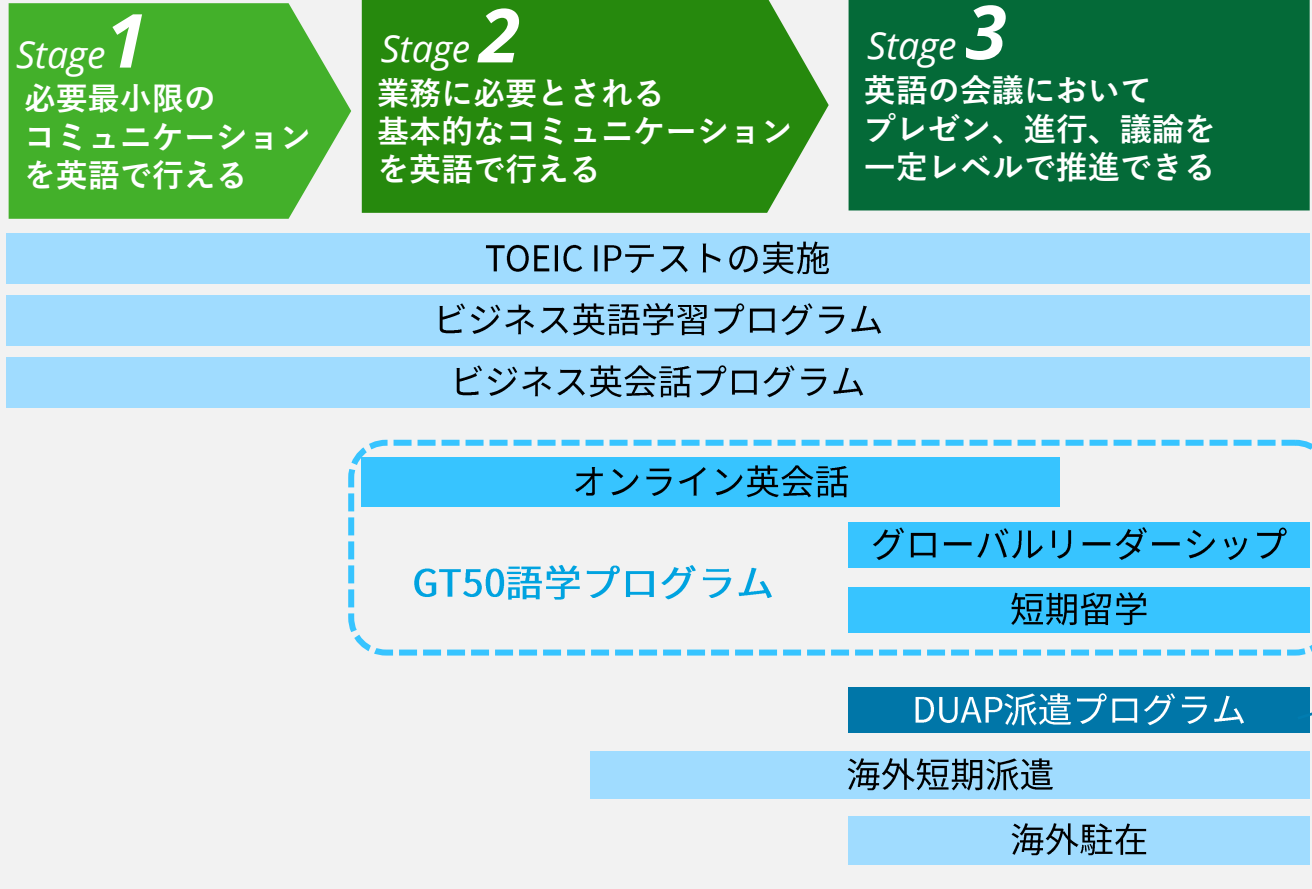 Stage 1
必要最小限の
コミュニケーション
を英語で行える
Stage 2
業務に必要とされる
基本的なコミュニケーション
を英語で行える
Stage 3
英語の会議において
プレゼン、進行、議論を
一定レベルで推進できる
TOEIC IPテストの実施
ビジネス英語学習プログラム
ビジネス英会話プログラム
オンライン英会話
グローバルリーダーシップ
GT50語学プログラム
短期留学
DUAP派遣プログラム
海外短期派遣
海外駐在